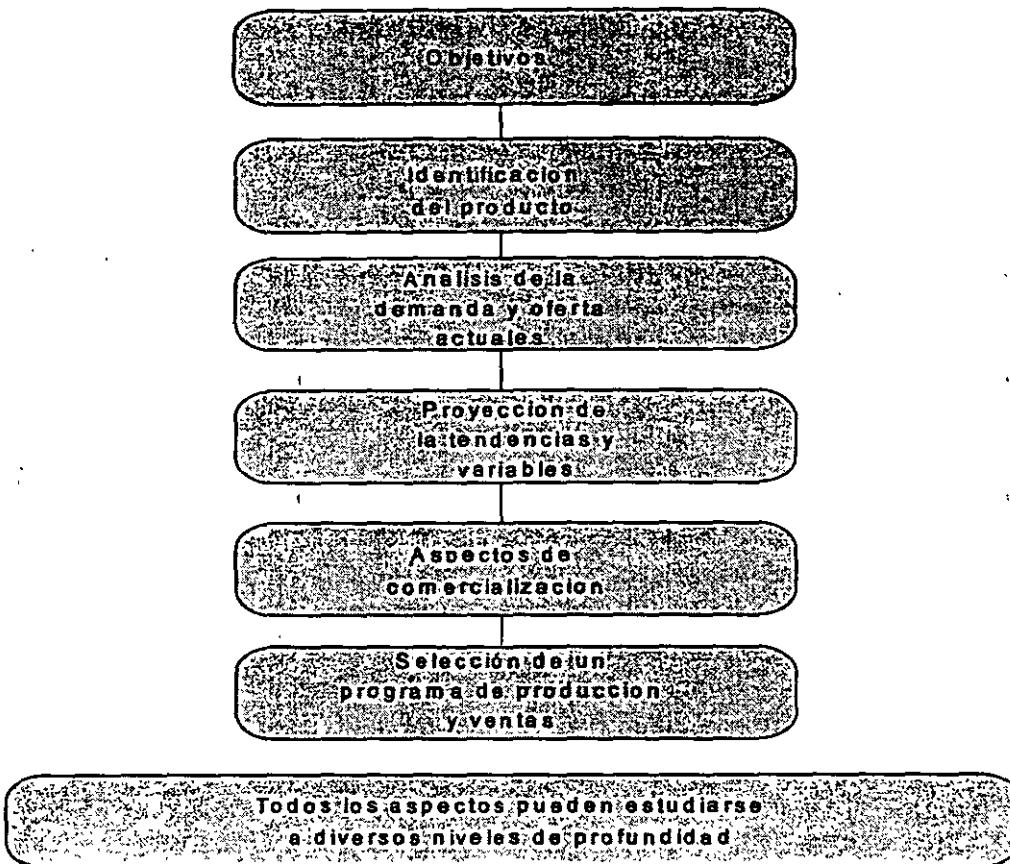 Objetivos
Identificacion
del producto
Analisis de la
demanda y oferta
actuales
Proyeccion de
la tendencias y
variables
Aspectos de
comercializacion
Selección de un
programa de produccion
y ventas
Todos los aspectos pueden estudiarse
a diversos niveles de profundidad